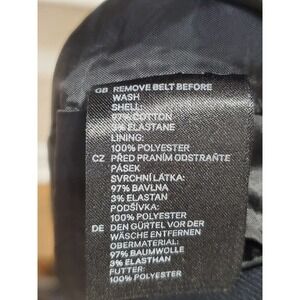 GB REMOVE BELT BEFORE
WASH
SHELL:
97% COTTON
3% ELASTANE
LINING:
100% POLYESTER
CZ PŘED PRANÍM ODSTRAŇTE
PÁSEK
SVRCHNÍ LÁTKA:
97% BAVLNA
3% ELASTAN
PODŠÍVKA:
100% POLYESTER
DE DEN GÜRTEL VOR DER
WÄSCHE ENTFERNEN
OBERMATERIAL:
97% BAUMWOLLE
3% ELASTHAN
FUTTER:
100% POLYESTER